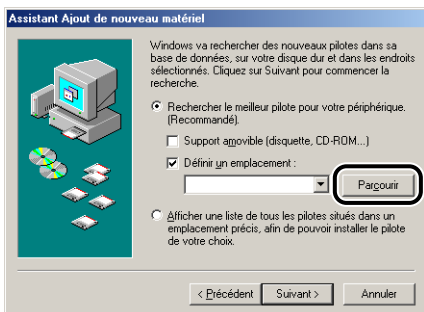 Assistant Ajout de nouveau matériel
Windows va rechercher des nouveaux pilotes dans sa
base de données, sur votre disque dur et dans les endroits
sélectionnés. Cliquez sur Suivant pour commencer la
recherche.
Rechercher le meilleur pilote pour votre périphérique.
(Recommandé).
Support amovible (disquette, CD-ROM...)
Définir un emplacement :
Parcourir
Afficher une liste de tous les pilotes situés dans un
emplacement précis, afin de pouvoir installer le pilote
de votre choix.
< Précédent Suivant > Annuler